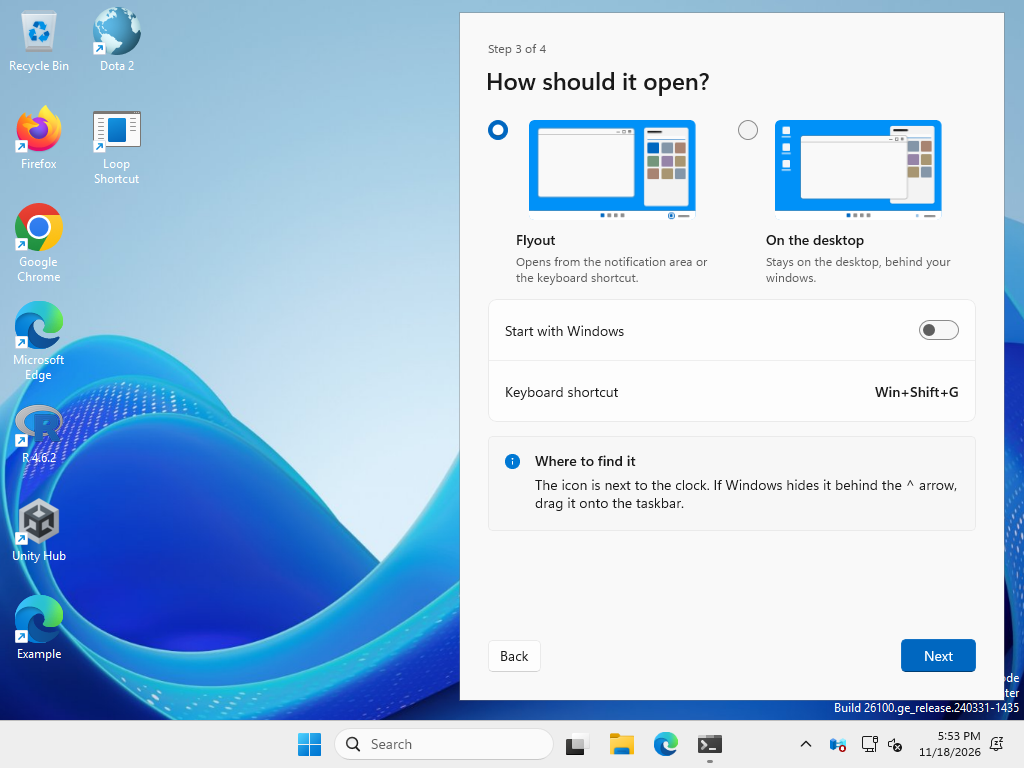 Recycle Bin
Dota 2
Firefox
Loop
Shortcut
Google
Chrome
Microsoft
Edge
R 4.6.2
Unity Hub
Example
Step 3 of 4
How should it open?
Flyout
Opens from the notification area or
the keyboard shortcut.
On the desktop
Stays on the desktop, behind your
windows.
Start with Windows
Keyboard shortcut
Win+Shift+G
Where to find it
The icon is next to the clock. If Windows hides it behind the ^ arrow,
drag it onto the taskbar.
Back
Next
Build 26100.ge_release.240331-1435
Search
5:53 PM
11/18/2026